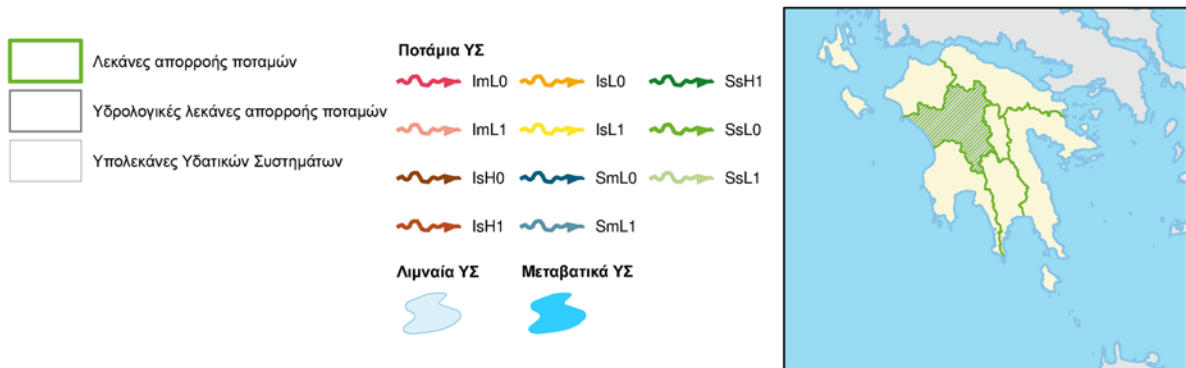 Λεκάνες απορροής ποταμών
Υδρολογικές λεκάνες απορροής ποταμών
Υπολεκάνες Υδατικών Συστημάτων
Ποτάμια ΥΣ
ImL0 IsL0 SsH1
ImL1 IsL1 SsL0
IsH0 SmL0 SsL1
IsH1 SmL1
Λιμναία ΥΣ Μεταβατικά ΥΣ